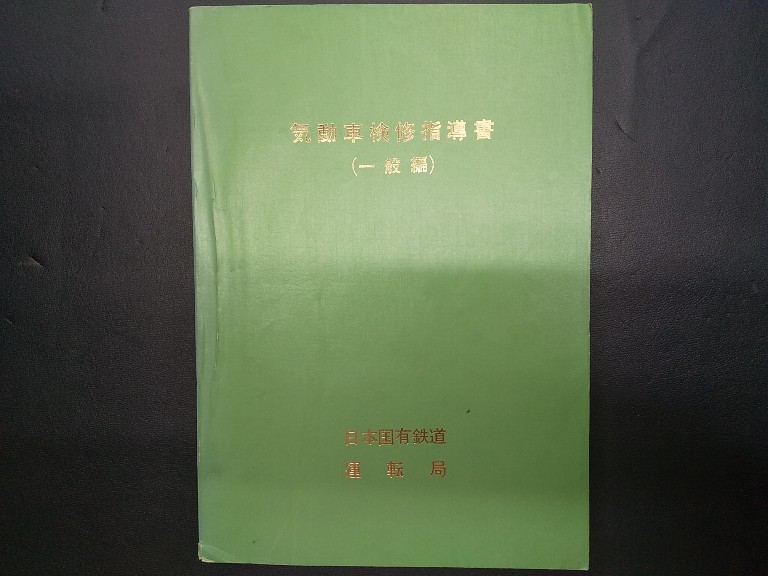 気動車検修指導書
(一般編)
日本国有鉄道
運転局